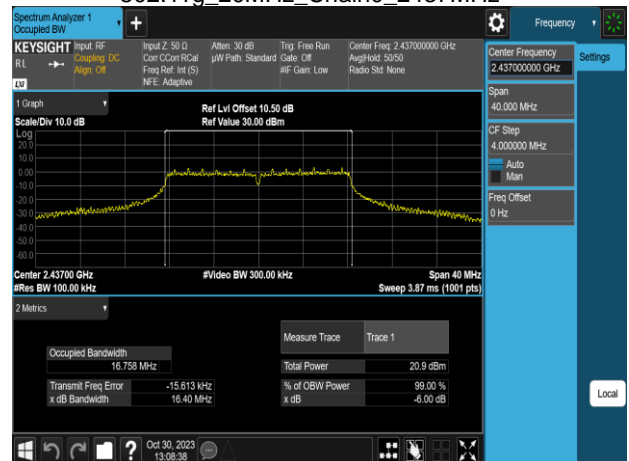 802.11g_20MHz_Chain0_2437MHz
Spectrum Analyzer 1
Occupied BW
Frequency
KEYSIGHT
RL
LXI
Input: RF
Coupling: DC
Align: Off
Input Z: 50 Ω
Corr CCorr RCal
Freq Ref: Int (S)
NFE: Adaptive
Atten: 30 dB
µW Path: Standard
Trig: Free Run
Gate: Off
#IF Gain: Low
Center Freq: 2.437000000 GHz
Avg|Hold: 50/50
Radio Std: None
Center Frequency
2.437000000 GHz
Settings
Span
40.000 MHz
CF Step
4.000000 MHz
Auto
Man
Freq Offset
0 Hz
1 Graph
Scale/Div 10.0 dB
Ref Lvl Offset 10.50 dB
Ref Value 30.00 dBm
Log
20.0
10.0
0.00
-10.0
-20.0
-30.0
-40.0
-50.0
-60.0
Center 2.43700 GHz
#Res BW 100.00 kHz
#Video BW 300.00 kHz
Span 40 MHz
Sweep 3.87 ms (1001 pts)
2 Metrics
Measure Trace Trace 1
Occupied Bandwidth
16.758 MHz
Total Power 20.9 dBm
Transmit Freq Error -15.613 kHz
% of OBW Power 99.00 %
x dB Bandwidth 16.40 MHz
x dB -6.00 dB
Local
Oct 30, 2023
13:08:38